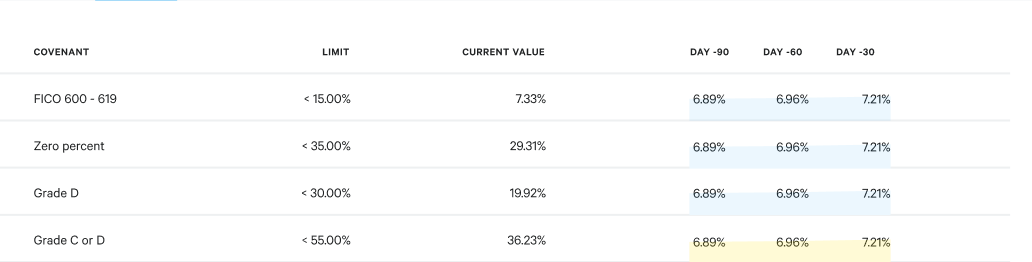 COVENANT LIMIT CURRENT VALUE DAY -90 DAY -60 DAY -30
FICO 600 - 619 < 15.00% 7.33% 6.89% 6.96% 7.21%
Zero percent < 35.00% 29.31% 6.89% 6.96% 7.21%
Grade D < 30.00% 19.92% 6.89% 6.96% 7.21%
Grade C or D < 55.00% 36.23% 6.89% 6.96% 7.21%